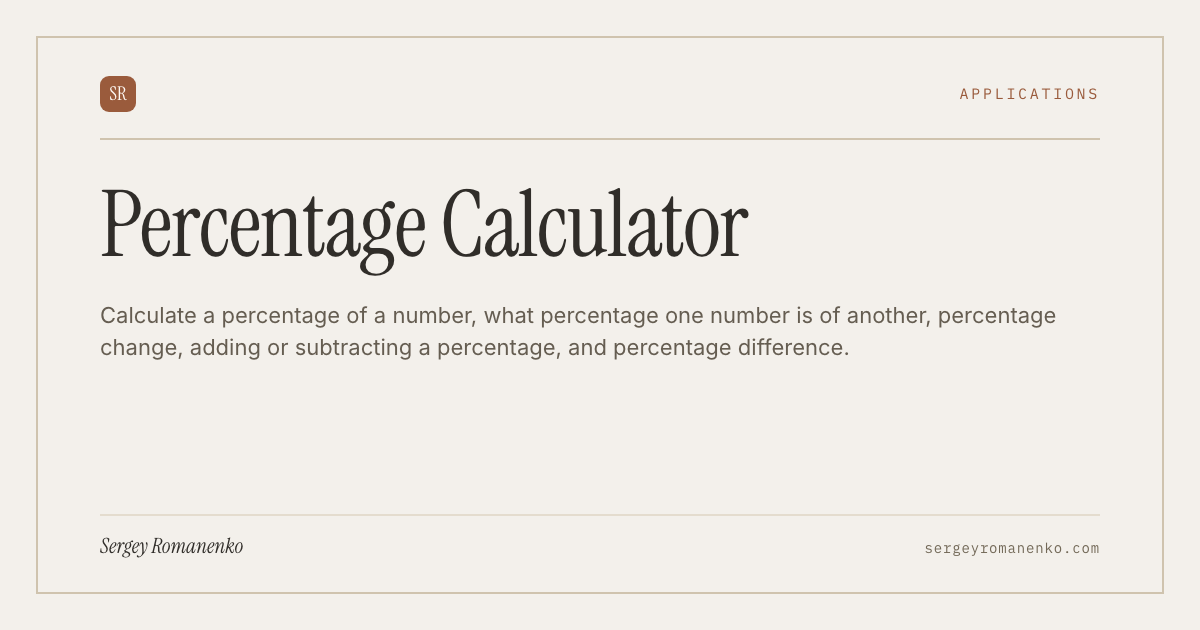 SR
APPLICATIONS
Percentage Calculator
Calculate a percentage of a number, what percentage one number is of another, percentage
change, adding or subtracting a percentage, and percentage difference.
Sergey Romanenko
sergeyromanenko.com